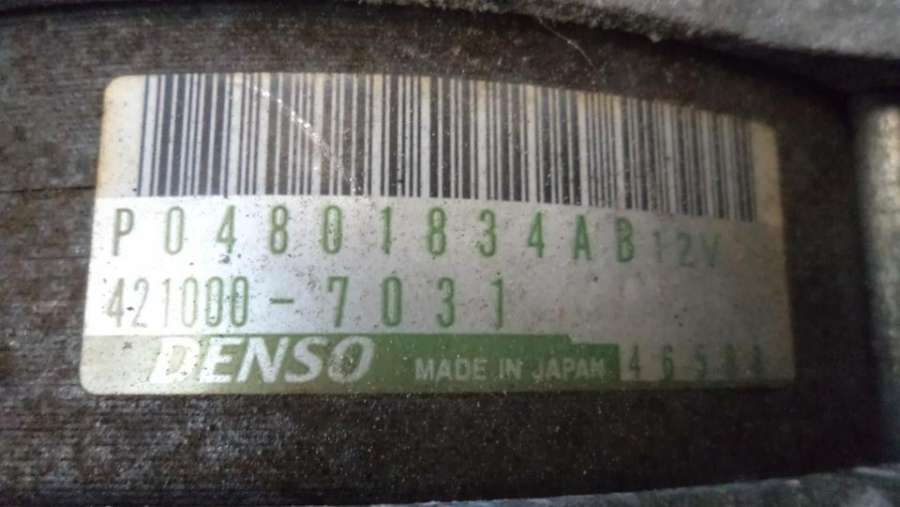 P04801834AB 12V
421000-7031
DENSO MADE IN JAPAN